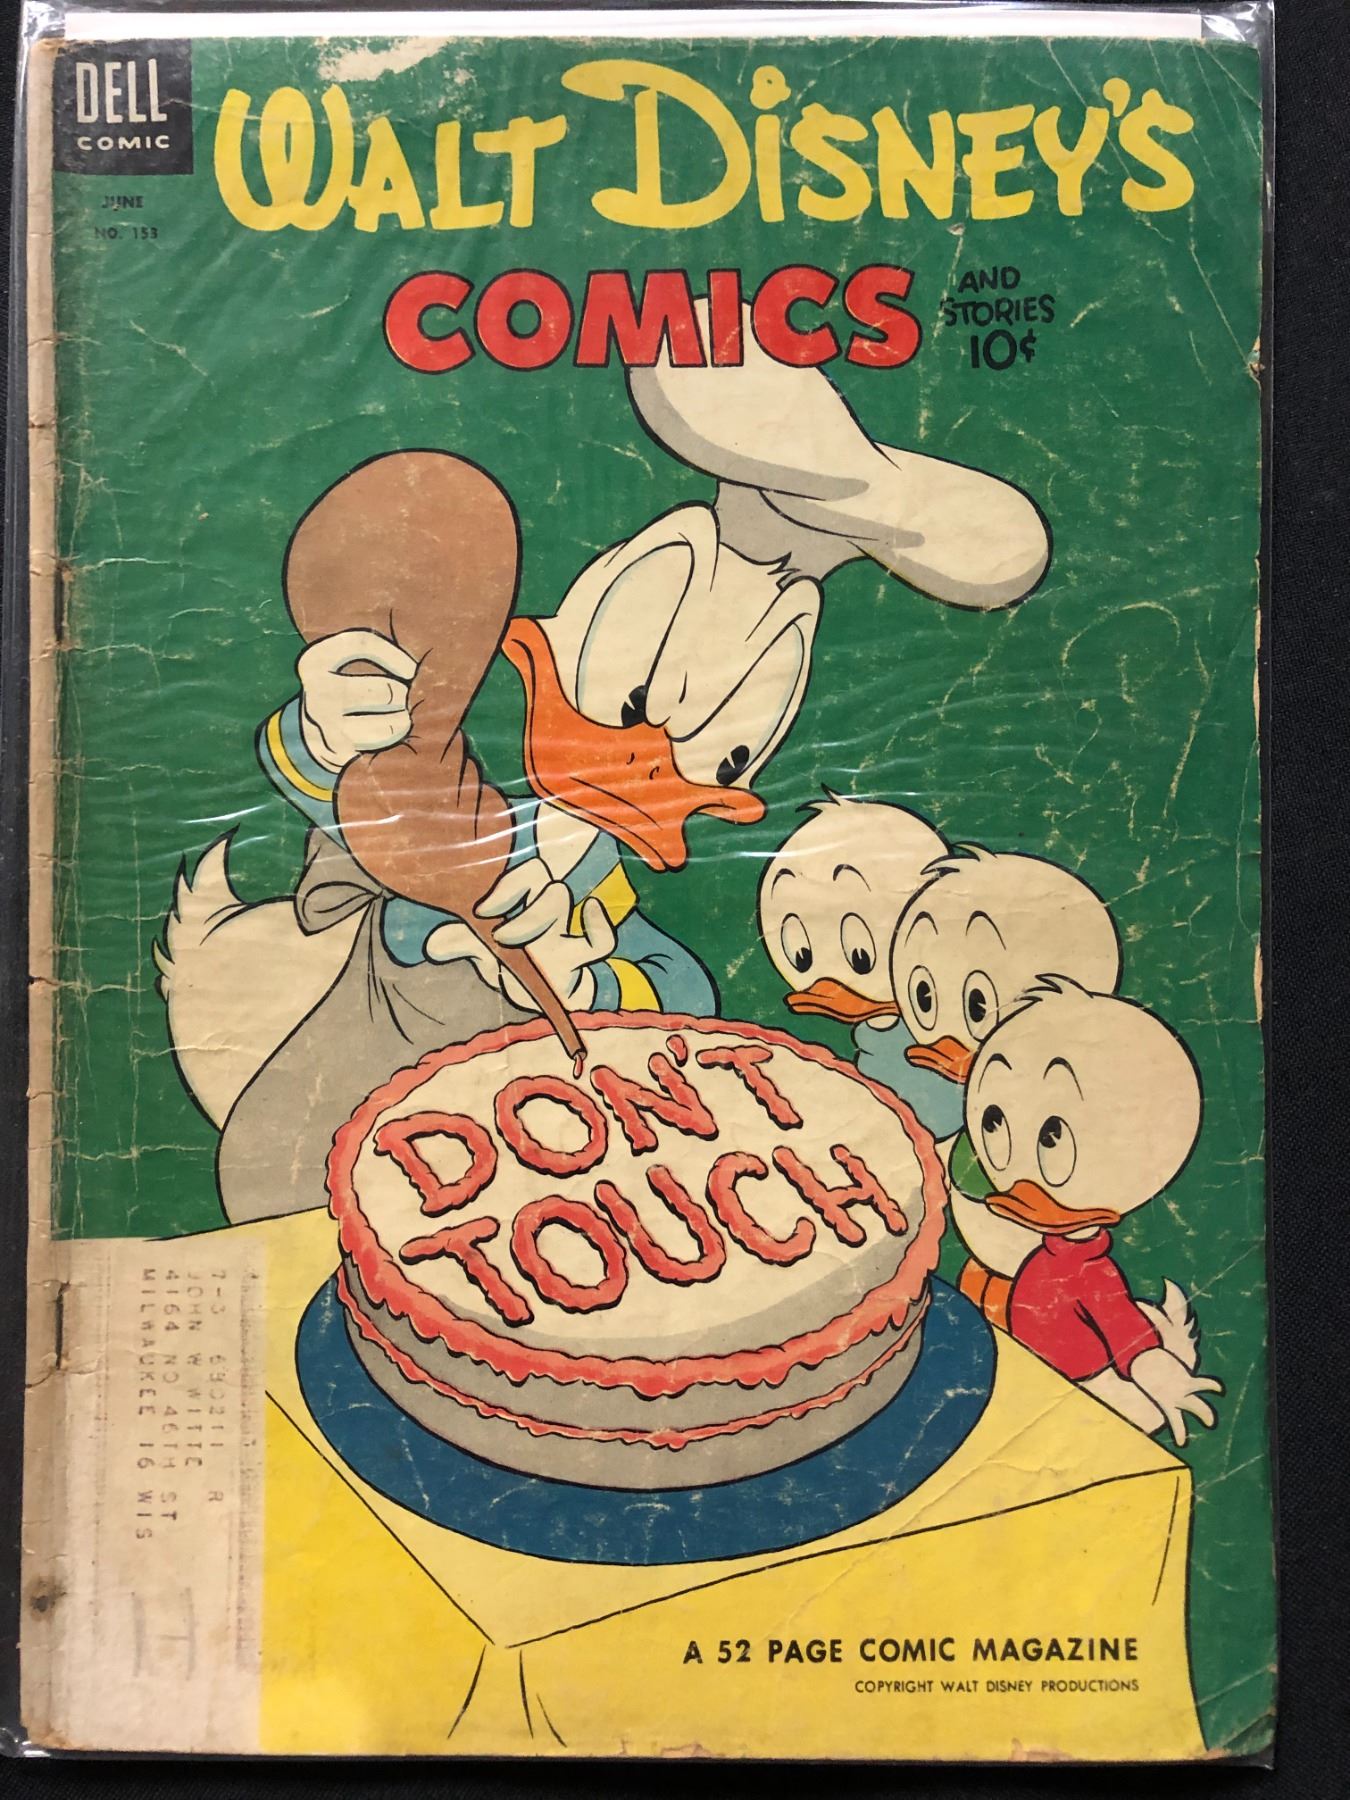 DELL
COMIC
JUNE
NO. 153
WALT DISNEY'S
COMICS
AND
STORIES
10¢
DON'T
TOUCH
7-3 680211 R
JOHN WITTE
4164 NO 46TH ST
MILWAUKEE 16 WIS
A 52 PAGE COMIC MAGAZINE
COPYRIGHT WALT DISNEY PRODUCTIONS